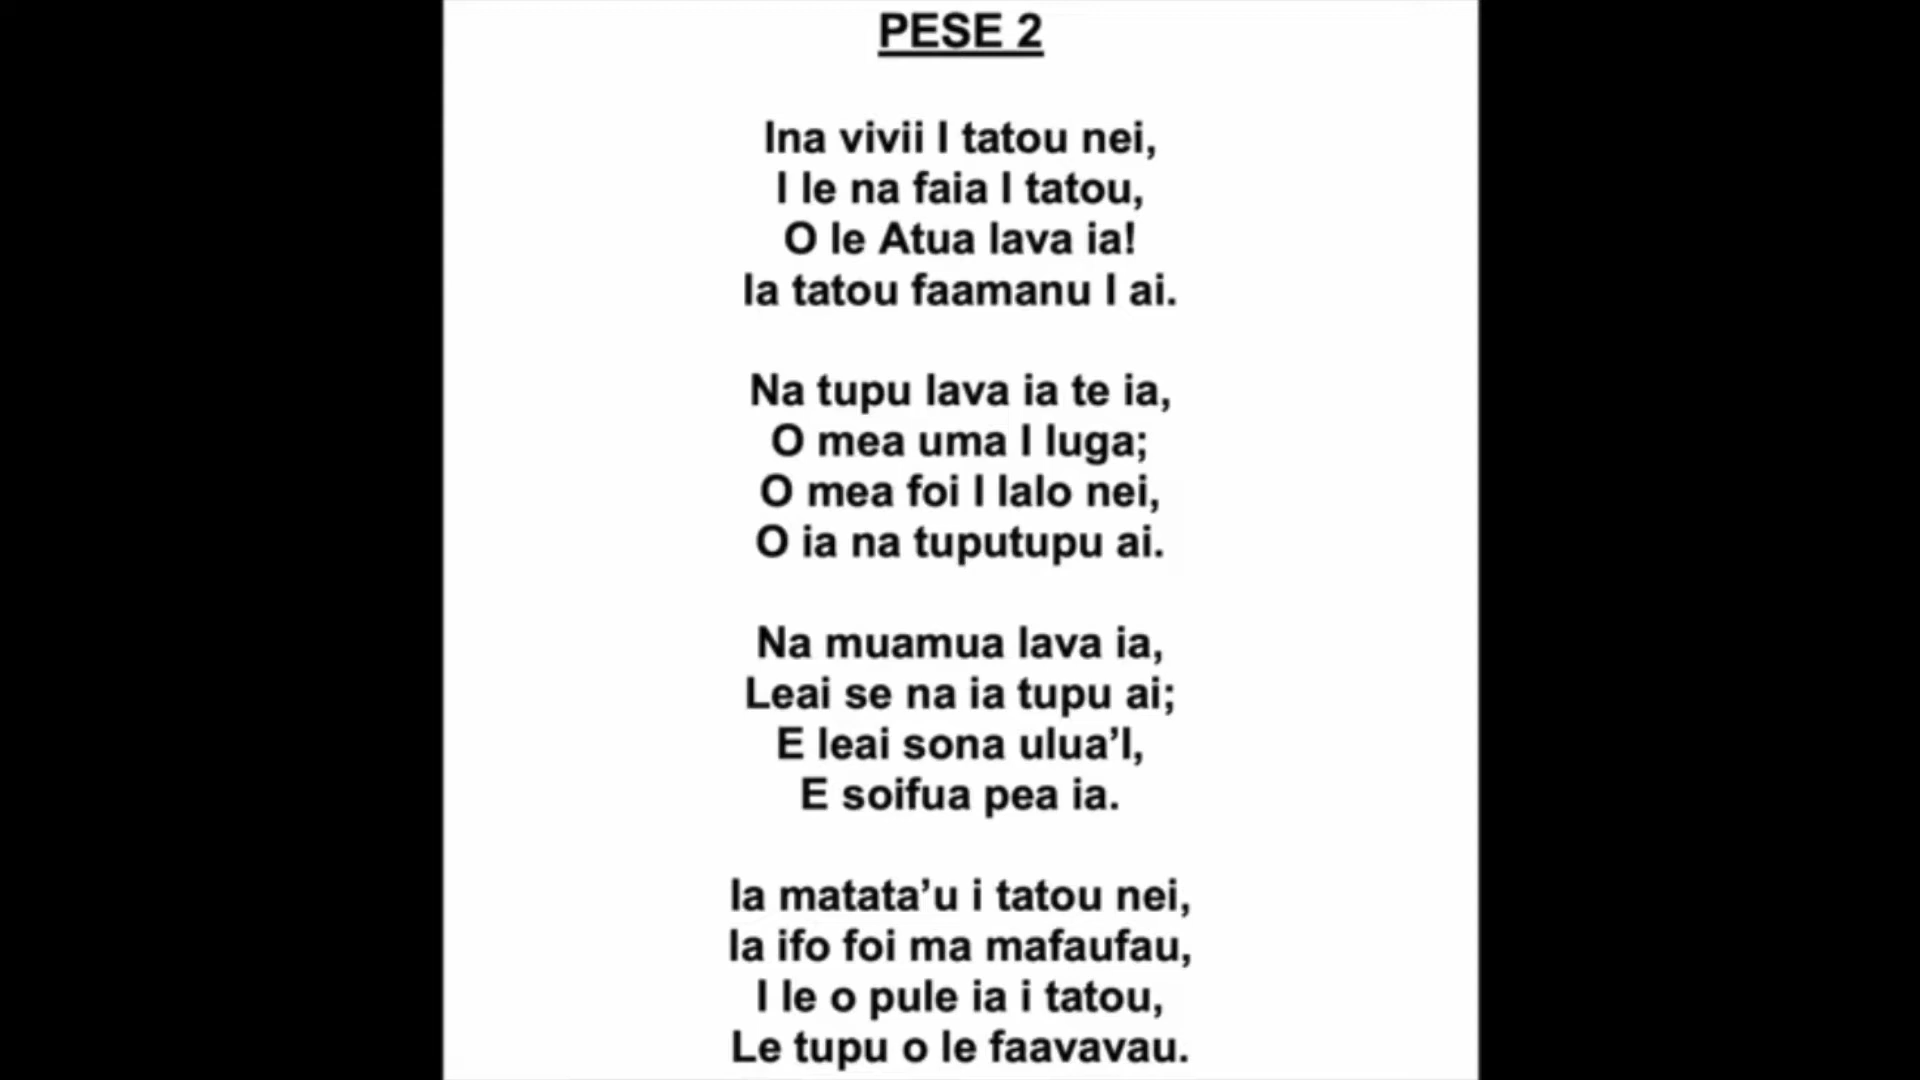 PESE 2
Ina vivii I tatou nei,
I le na faia I tatou,
O le Atua lava ia!
Ia tatou faamanu I ai.
Na tupu lava ia te ia,
O mea uma I luga;
O mea foi I lalo nei,
O ia na tuputupu ai.
Na muamua lava ia,
Leai se na ia tupu ai;
E leai sona ulua’I,
E soifua pea ia.
Ia matata’u i tatou nei,
Ia ifo foi ma mafaufau,
I le o pule ia i tatou,
Le tupu o le faavavau.